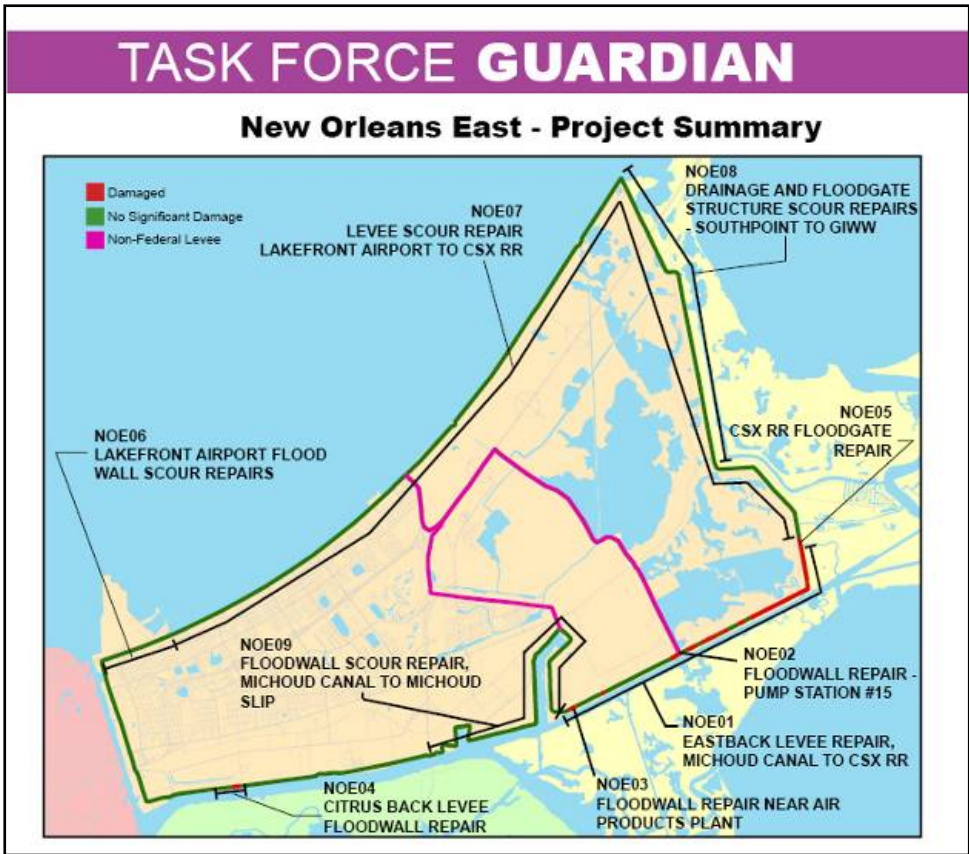 TASK FORCE GUARDIAN
New Orleans East - Project Summary
Damaged
No Significant Damage
Non-Federal Levee
NOE07
LEVEE SCOUR REPAIR
LAKEFRONT AIRPORT TO CSX RR
NOE08
DRAINAGE AND FLOODGATE
STRUCTURE SCOUR REPAIRS
- SOUTHPOINT TO GIWW
NOE05
CSX RR FLOODGATE
REPAIR
NOE06
LAKEFRONT AIRPORT FLOOD
WALL SCOUR REPAIRS
NOE09
FLOODWALL SCOUR REPAIR,
MICHOUD CANAL TO MICHOUD
SLIP
NOE02
FLOODWALL REPAIR -
PUMP STATION #15
NOE01
EASTBACK LEVEE REPAIR,
MICHOUD CANAL TO CSX RR
NOE04
CITRUS BACK LEVEE
FLOODWALL REPAIR
NOE03
FLOODWALL REPAIR NEAR AIR
PRODUCTS PLANT